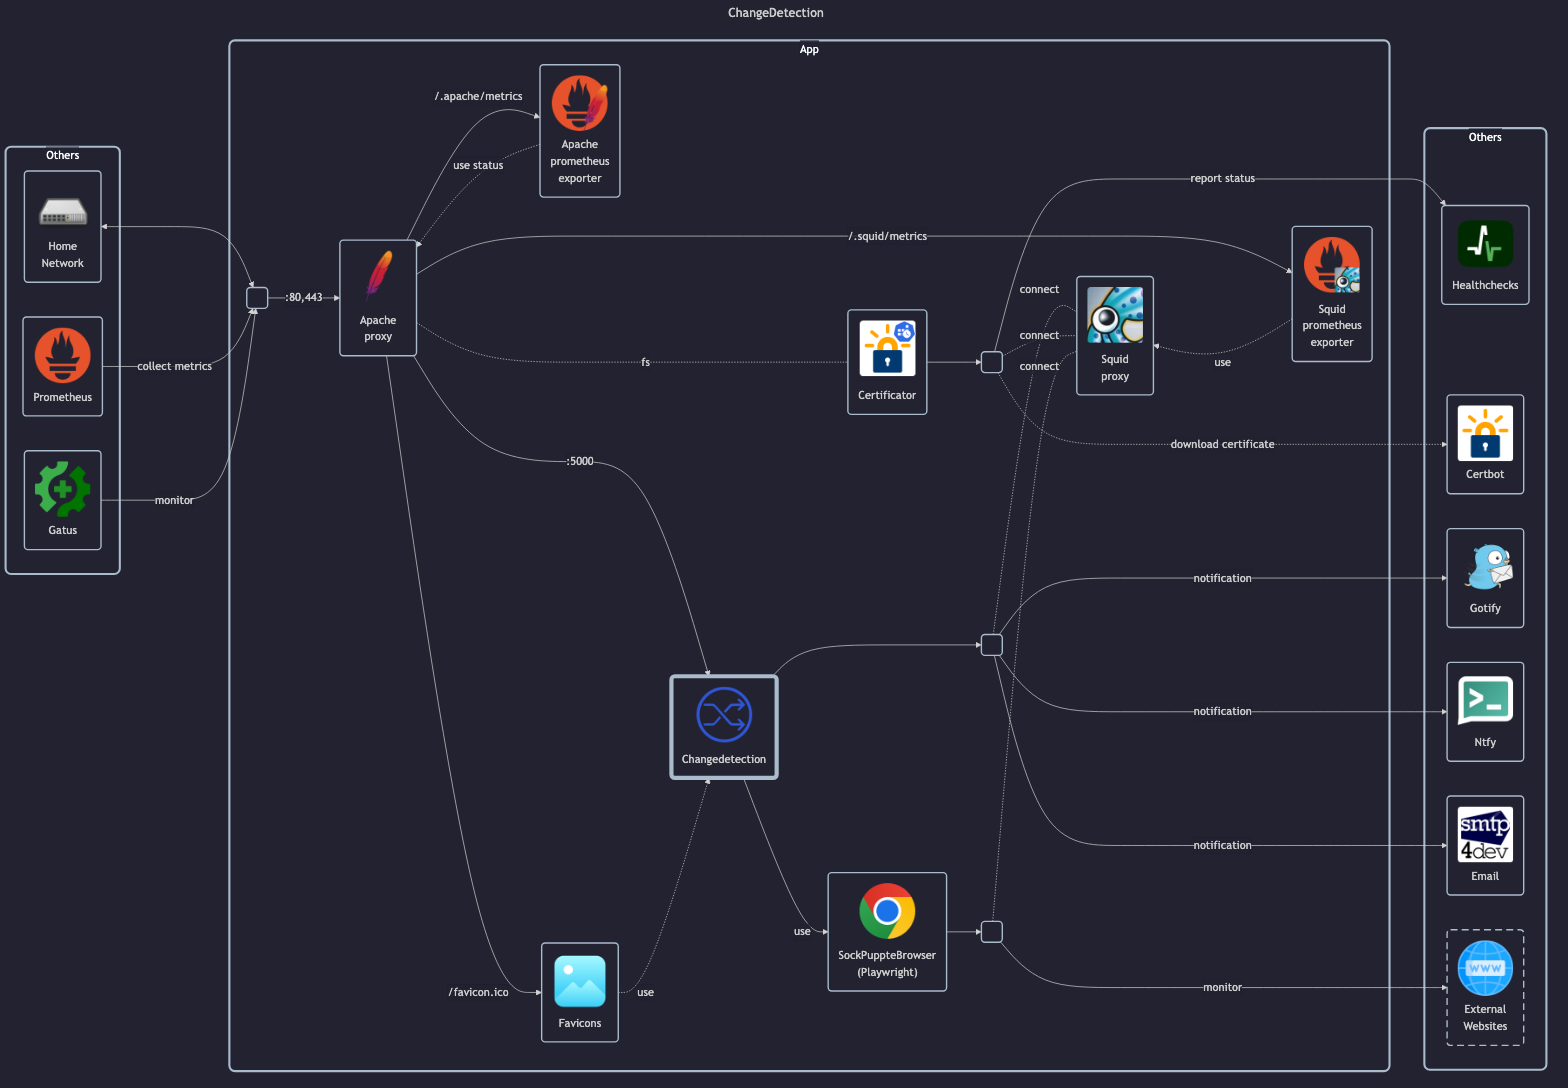 ChangeDetection
App
Others
Home
Network
Prometheus
Gatus
collect metrics
monitor
:80,443
Apache
proxy
/.apache/metrics
use status
Apache
prometheus
exporter
/.squid/metrics
fs
:5000
/favicon.ico
Favicons
use
Changedetection
use
SockPuppteBrowser
(Playwright)
Certificator
connect
connect
connect
Squid
proxy
use
Squid
prometheus
exporter
report status
download certificate
notification
notification
notification
monitor
Others
Healthchecks
Certbot
Gotify
>_
Ntfy
smtp
4dev
Email
www
External
Websites